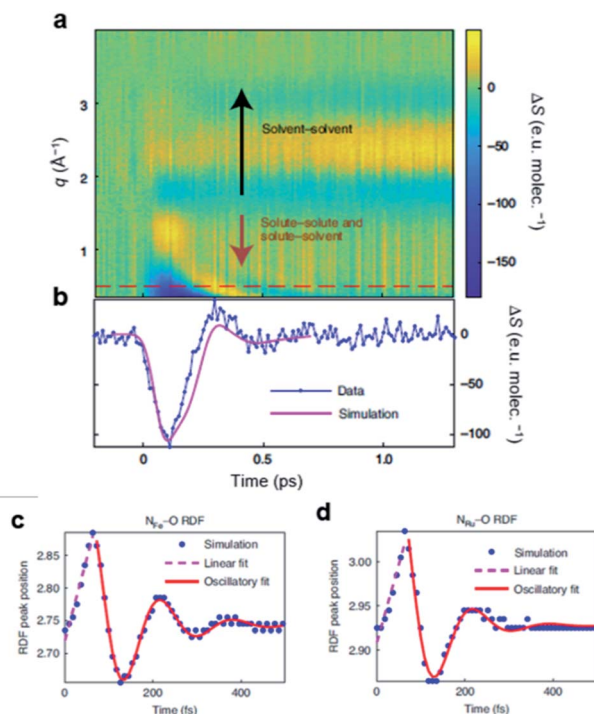 a
3
2
1
q (Å⁻¹)
Solvent–solvent
Solute–solute and
solute–solvent
0
−50
−100
−150
ΔS (e.u. molec. ⁻¹)
b
Data
Simulation
0
−50
−100
ΔS (e.u. molec. ⁻¹)
0
0.5
1.0
Time (ps)
c
N_Fe–O RDF
Simulation
Linear fit
Oscillatory fit
2.85
2.80
2.75
2.70
RDF peak position
0
200
400
Time (fs)
d
N_Ru–O RDF
Simulation
Linear fit
Oscillatory fit
3.00
2.95
2.90
RDF peak position
0
200
400
Time (fs)